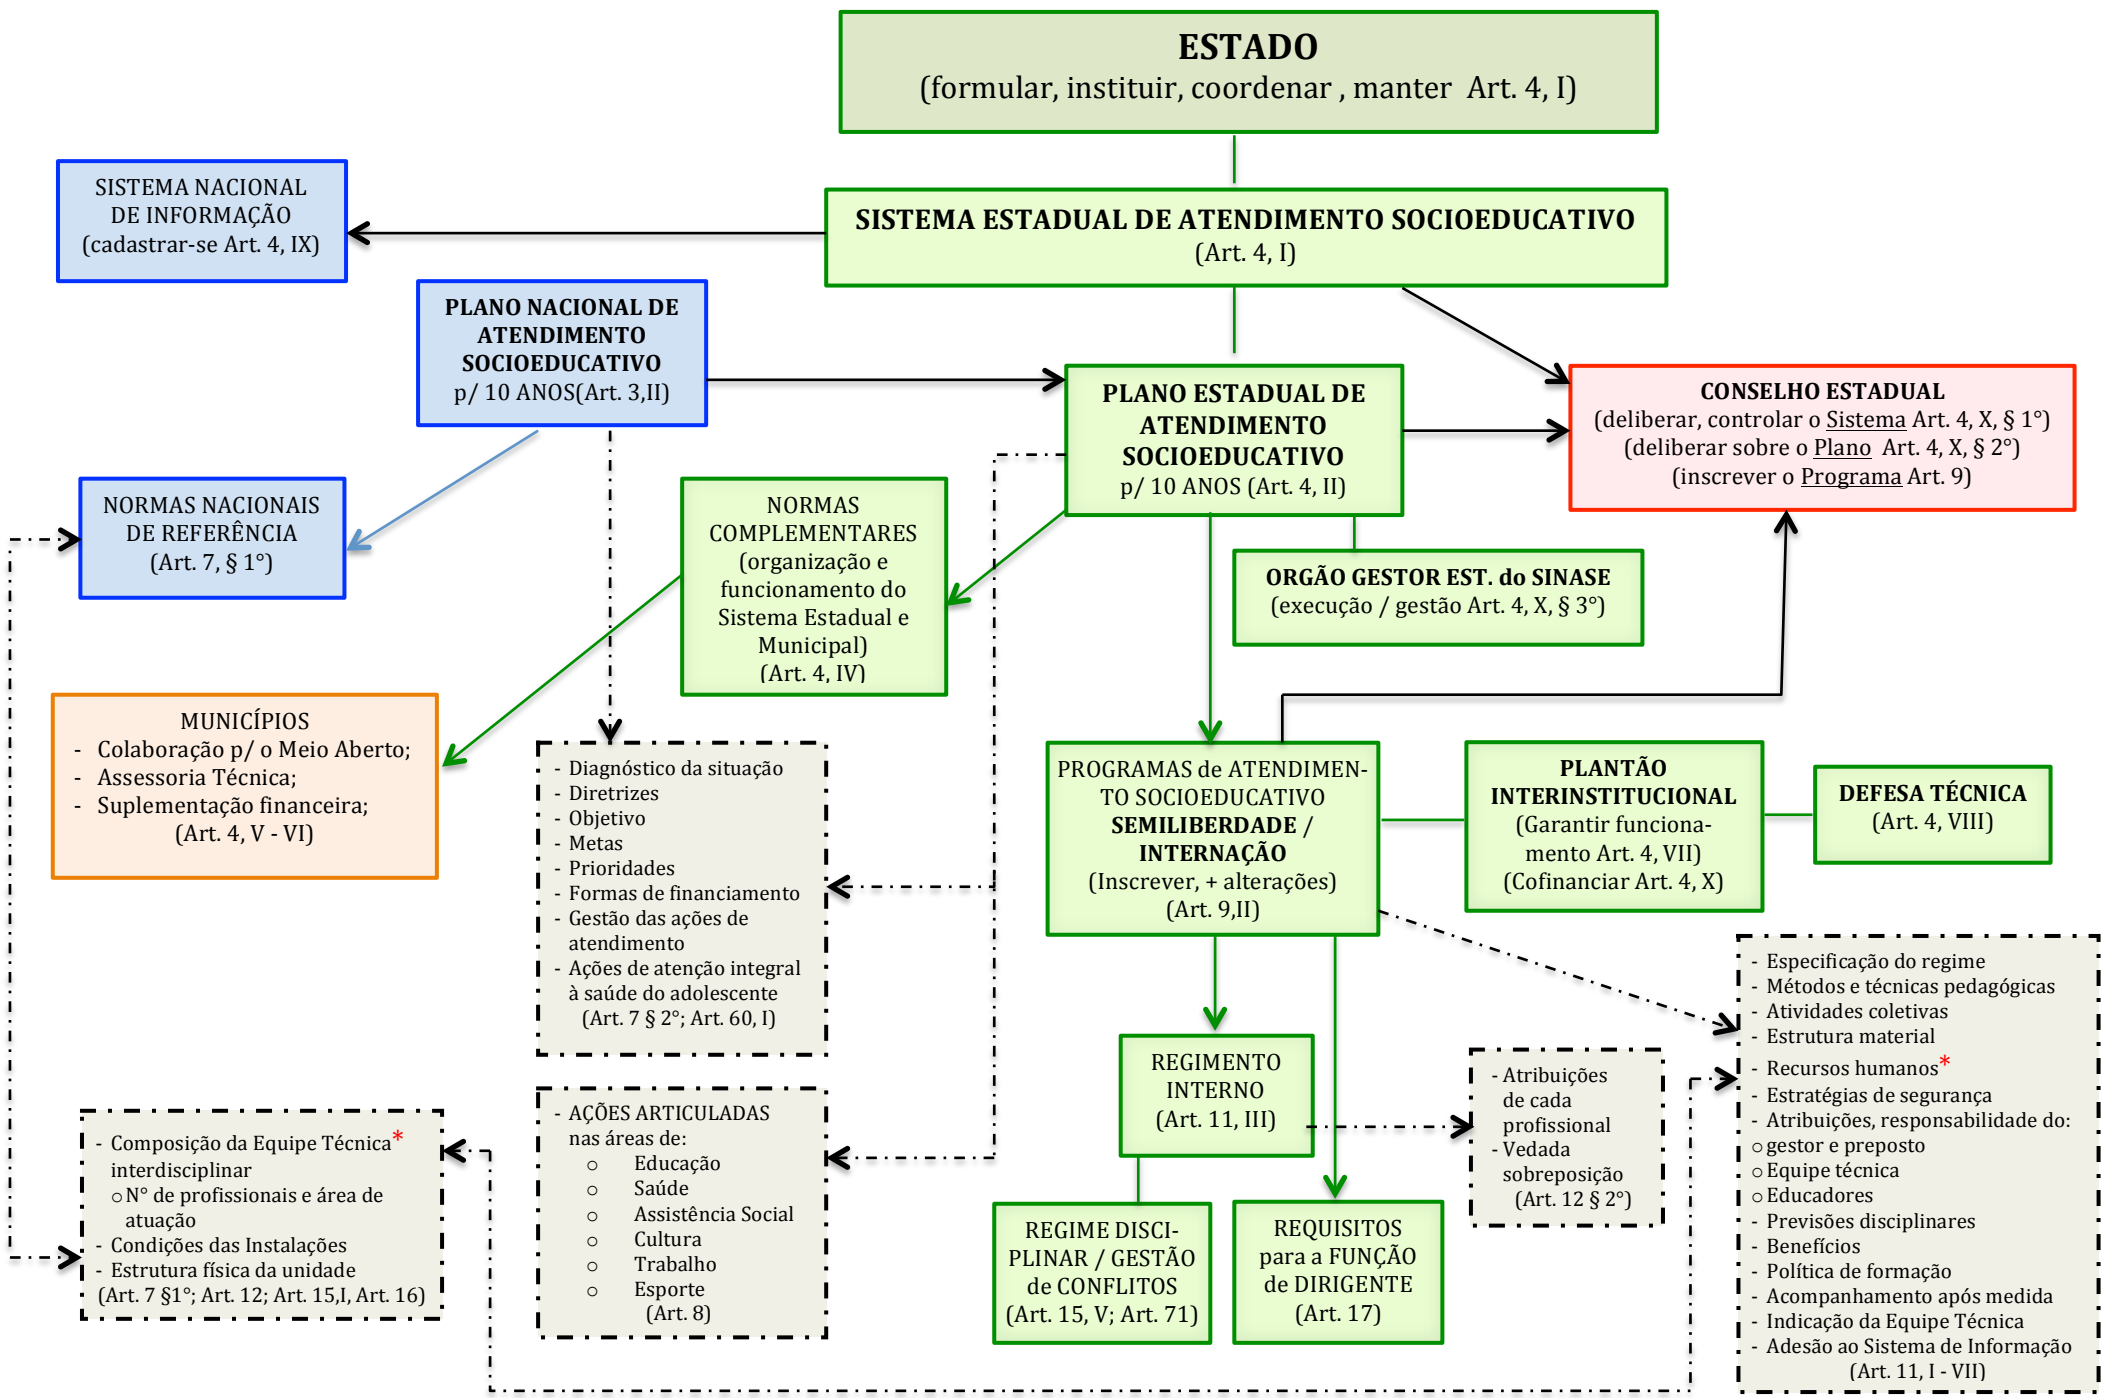 ESTADO
(formular, instituir, coordenar , manter  Art. 4, I)
SISTEMA NACIONAL
DE INFORMAÇÃO
(cadastrar-se Art. 4, IX)
SISTEMA ESTADUAL DE ATENDIMENTO SOCIOEDUCATIVO
(Art. 4, I)
PLANO NACIONAL DE
ATENDIMENTO
SOCIOEDUCATIVO
p/ 10 ANOS(Art. 3,II)
PLANO ESTADUAL DE
ATENDIMENTO
SOCIOEDUCATIVO
p/ 10 ANOS (Art. 4, II)
CONSELHO ESTADUAL
(deliberar, controlar o Sistema Art. 4, X, § 1°)
(deliberar sobre o Plano  Art. 4, X, § 2°)
(inscrever o Programa Art. 9)
NORMAS NACIONAIS
DE REFERÊNCIA
(Art. 7, § 1°)
NORMAS
COMPLEMENTARES
(organização e
funcionamento do
Sistema Estadual e
Municipal)
(Art. 4, IV)
ORGÃO GESTOR EST. do SINASE
(execução / gestão Art. 4, X, § 3°)
MUNICÍPIOS
- Colaboração p/ o Meio Aberto;
- Assessoria Técnica;
- Suplementação financeira;
(Art. 4, V - VI)
- Diagnóstico da situação
- Diretrizes
- Objetivo
- Metas
- Prioridades
- Formas de financiamento
- Gestão das ações de
atendimento
- Ações de atenção integral
à saúde do adolescente
(Art. 7 § 2°; Art. 60, I)
PROGRAMAS de ATENDIMEN-
TO SOCIOEDUCATIVO
SEMILIBERDADE /
INTERNAÇÃO
(Inscrever, + alterações)
(Art. 9,II)
PLANTÃO
INTERINSTITUCIONAL
(Garantir funciona-
mento Art. 4, VII)
(Cofinanciar Art. 4, X)
DEFESA TÉCNICA
(Art. 4, VIII)
- Especificação do regime
- Métodos e técnicas pedagógicas
- Atividades coletivas
- Estrutura material
- Recursos humanos*
- Estratégias de segurança
- Atribuições, responsabilidade do:
o gestor e preposto
o Equipe técnica
o Educadores
- Previsões disciplinares
- Benefícios
- Política de formação
- Acompanhamento após medida
- Indicação da Equipe Técnica
- Adesão ao Sistema de Informação
(Art. 11, I - VII)
REGIMENTO
INTERNO
(Art. 11, III)
- Atribuições
de cada
profissional
- Vedada
sobreposição
(Art. 12 § 2°)
- Composição da Equipe Técnica*
interdisciplinar
o N° de profissionais e área de
atuação
- Condições das Instalações
- Estrutura física da unidade
(Art. 7 §1°; Art. 12; Art. 15,I, Art. 16)
- AÇÕES ARTICULADAS
nas áreas de:
o Educação
o Saúde
o Assistência Social
o Cultura
o Trabalho
o Esporte
(Art. 8)
REGIME DISCI-
PLINAR / GESTÃO
de CONFLITOS
(Art. 15, V; Art. 71)
REQUISITOS
para a FUNÇÃO
de DIRIGENTE
(Art. 17)